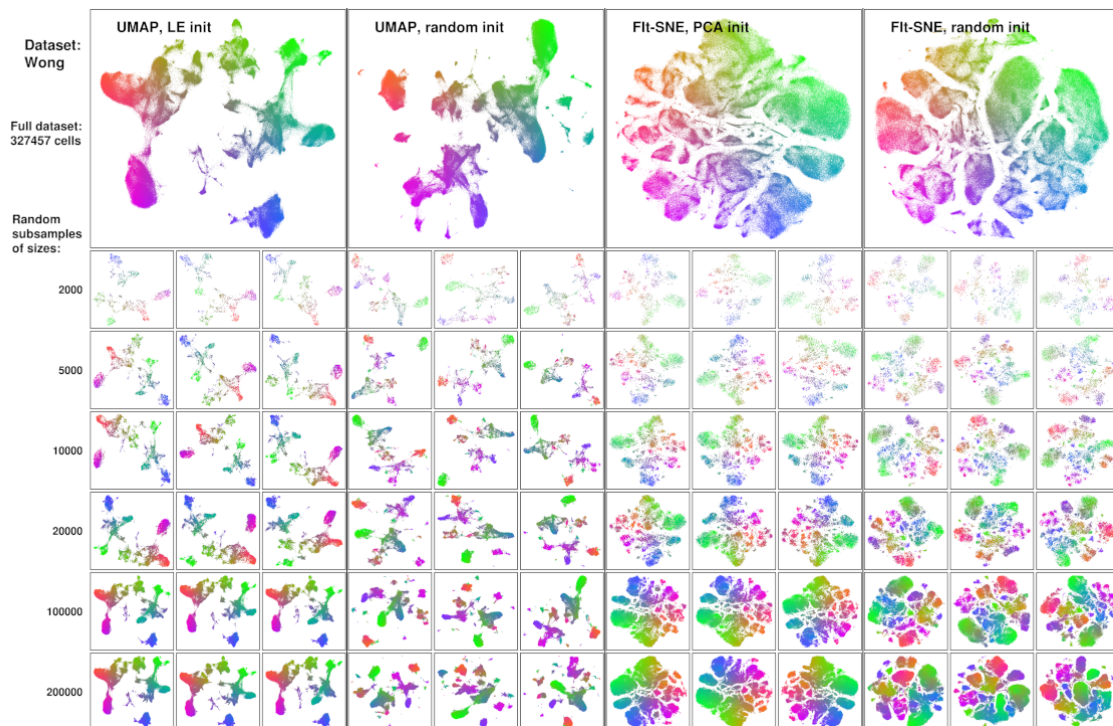 UMAP, LE init
UMAP, random init
FIt-SNE, PCA init
FIt-SNE, random init
Dataset:
Wong
Full dataset:
327457 cells
Random
subsamples
of sizes:
2000
5000
10000
20000
100000
200000